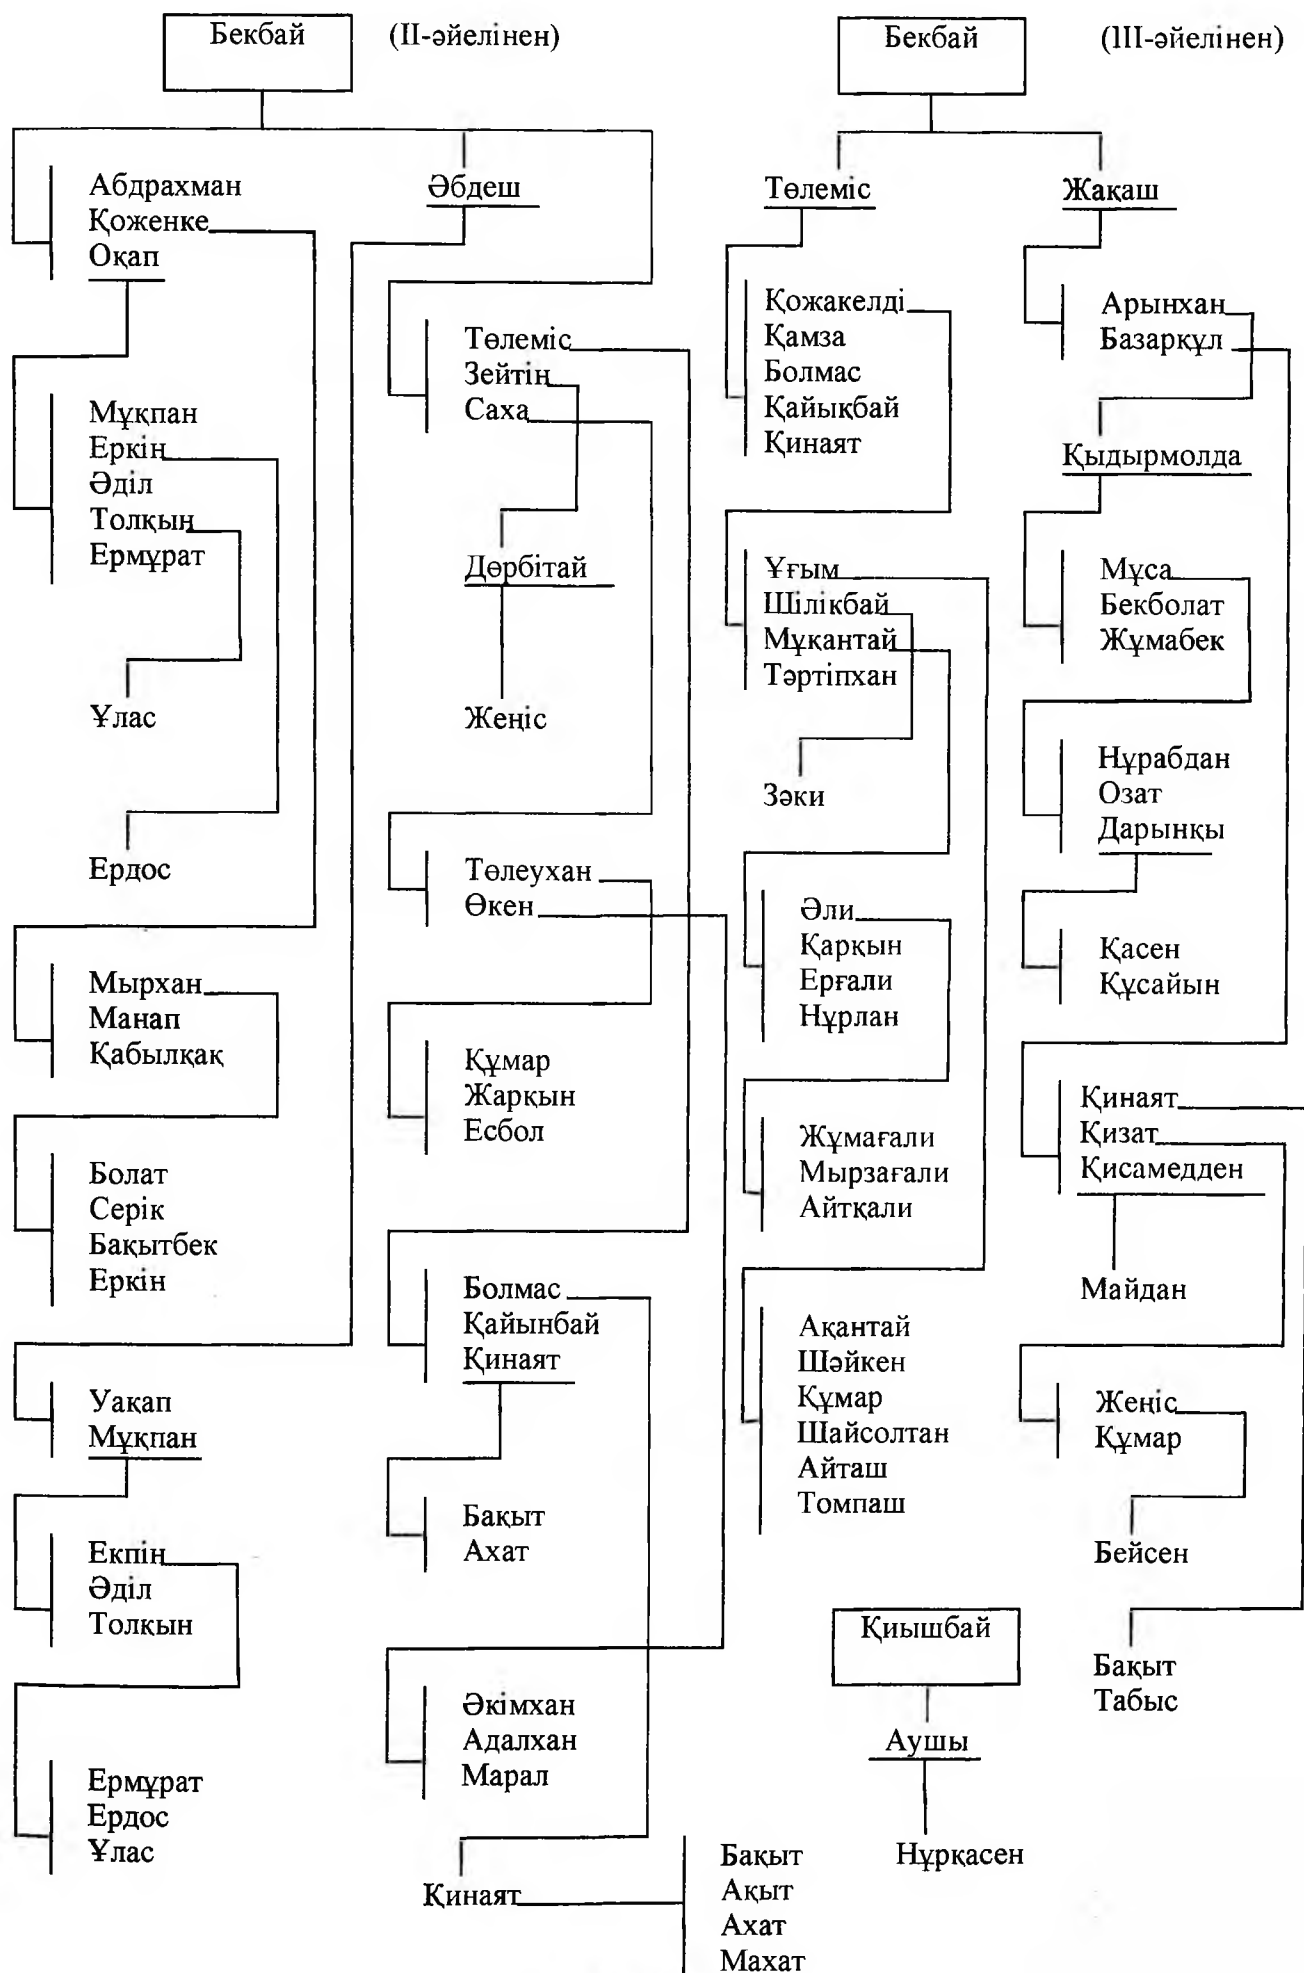 Бекбай (II-әйелінен)
Абдрахман
Қоженке
Оқап
Мұқпан
Еркін
Әділ
Толқын
Ермұрат
Ұлас
Ердос
Мырхан
Манап
Қабылқақ
Болат
Серік
Бақытбек
Еркін
Уақап
Мұқпан
Екпін
Әділ
Толқын
Ермұрат
Ердос
Ұлас
Әбдеш
Төлеміс
Зейтін
Саха
Дөрбітай
Жеңіс
Төлеухан
Өкен
Құмар
Жарқын
Есбол
Болмас
Қайынбай
Қинаят
Бақыт
Ахат
Әкімхан
Адалхан
Марал
Қинаят
Бақыт
Ақыт
Ахат
Махат
Бекбай (III-әйелінен)
Төлеміс
Қожакелді
Қамза
Болмас
Қайықбай
Қинаят
Ұғым
Шілікбай
Мұқантай
Тәртіпхан
Зәки
Әли
Қарқын
Ерғали
Нұрлан
Жұмағали
Мырзағали
Айтқали
Ақантай
Шәйкен
Құмар
Шайсолтан
Айташ
Томпаш
Жақаш
Арынхан
Базарқұл
Қыдырмолда
Мұса
Бекболат
Жұмабек
Нұрабдан
Озат
Дарынқы
Қасен
Құсайын
Қинаят
Қизат
Қисамедден
Майдан
Жеңіс
Құмар
Бейсен
Бақыт
Табыс
Қиышбай
Аушы
Нұрқасен